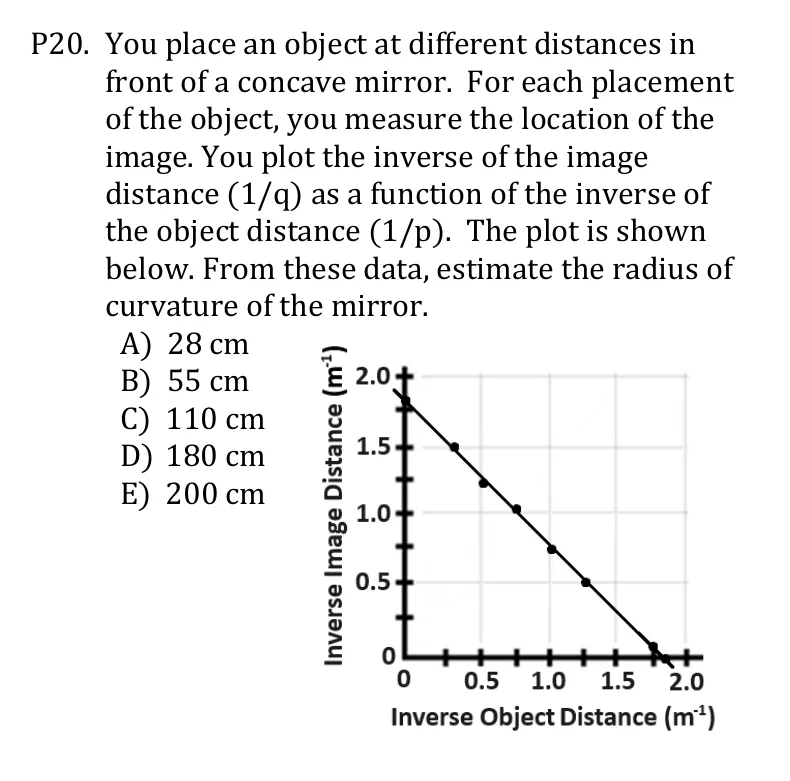 P20. You place an object at different distances in
front of a concave mirror. For each placement
of the object, you measure the location of the
image. You plot the inverse of the image
distance (1/q) as a function of the inverse of
the object distance (1/p). The plot is shown
below. From these data, estimate the radius of
curvature of the mirror.
A) 28 cm
B) 55 cm
C) 110 cm
D) 180 cm
E) 200 cm
Inverse Image Distance (m⁻¹)
2.0
1.5
1.0
0.5
0
0 0.5 1.0 1.5 2.0
Inverse Object Distance (m⁻¹)